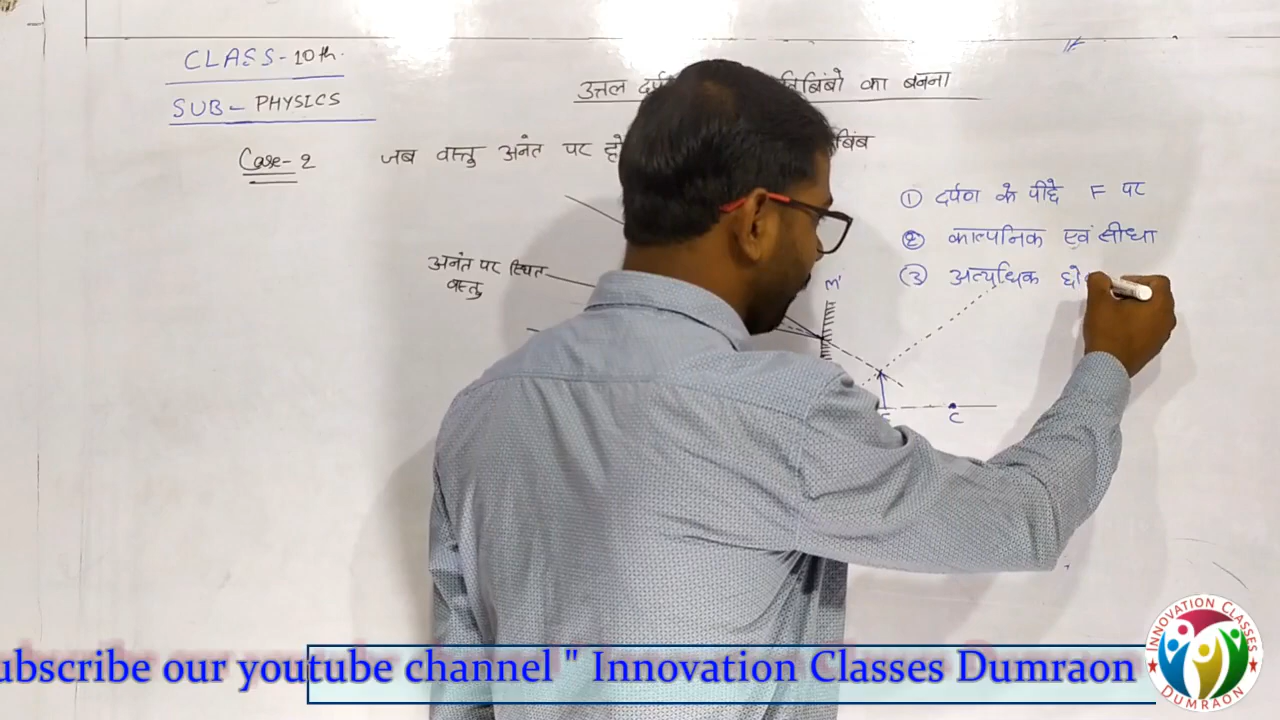 CLASS-10th.
SUB- PHYSICS
उत्तल दर्प बिंबो का बनना
Case-2 जब वस्तु अनंत पर हो बिंब
① दर्पण के पीछे F पर
② काल्पनिक एवं सीधा
③ अत्यधिक छो
अनंत पर स्थित
वस्तु
M'
C
ubscribe our youtube channel " Innovation Classes Dumraon
INNOVATION CLASSES
DUMRAON